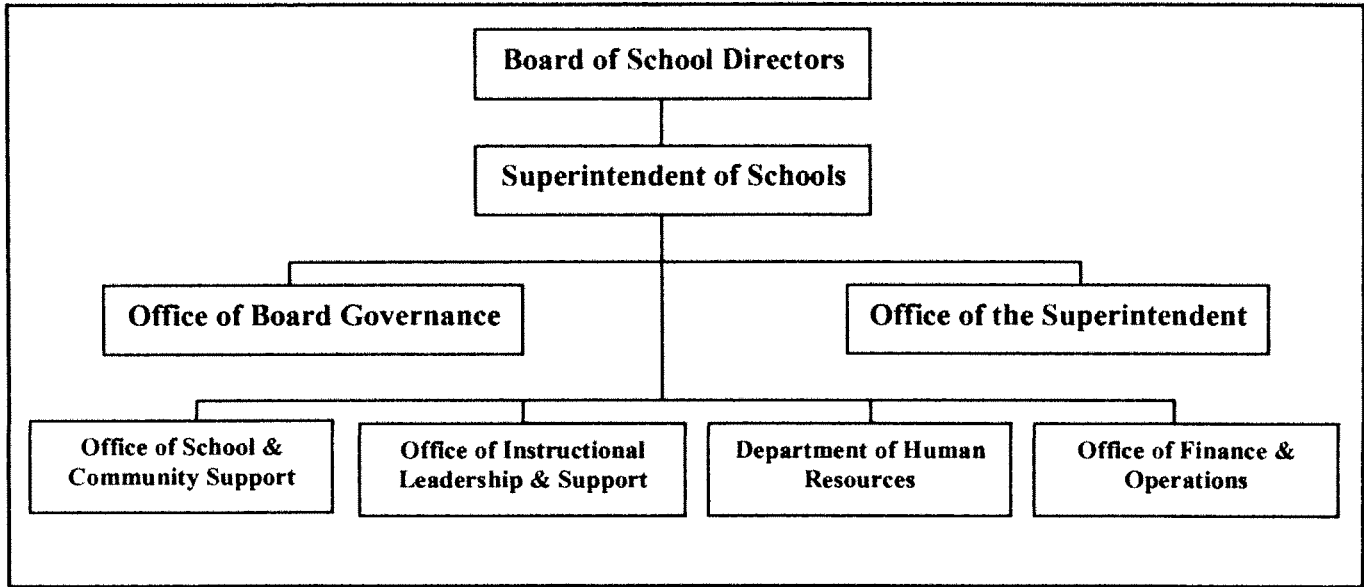 Board of School Directors
Superintendent of Schools
Office of Board Governance
Office of the Superintendent
Office of School &
Community Support
Office of Instructional
Leadership & Support
Department of Human
Resources
Office of Finance &
Operations